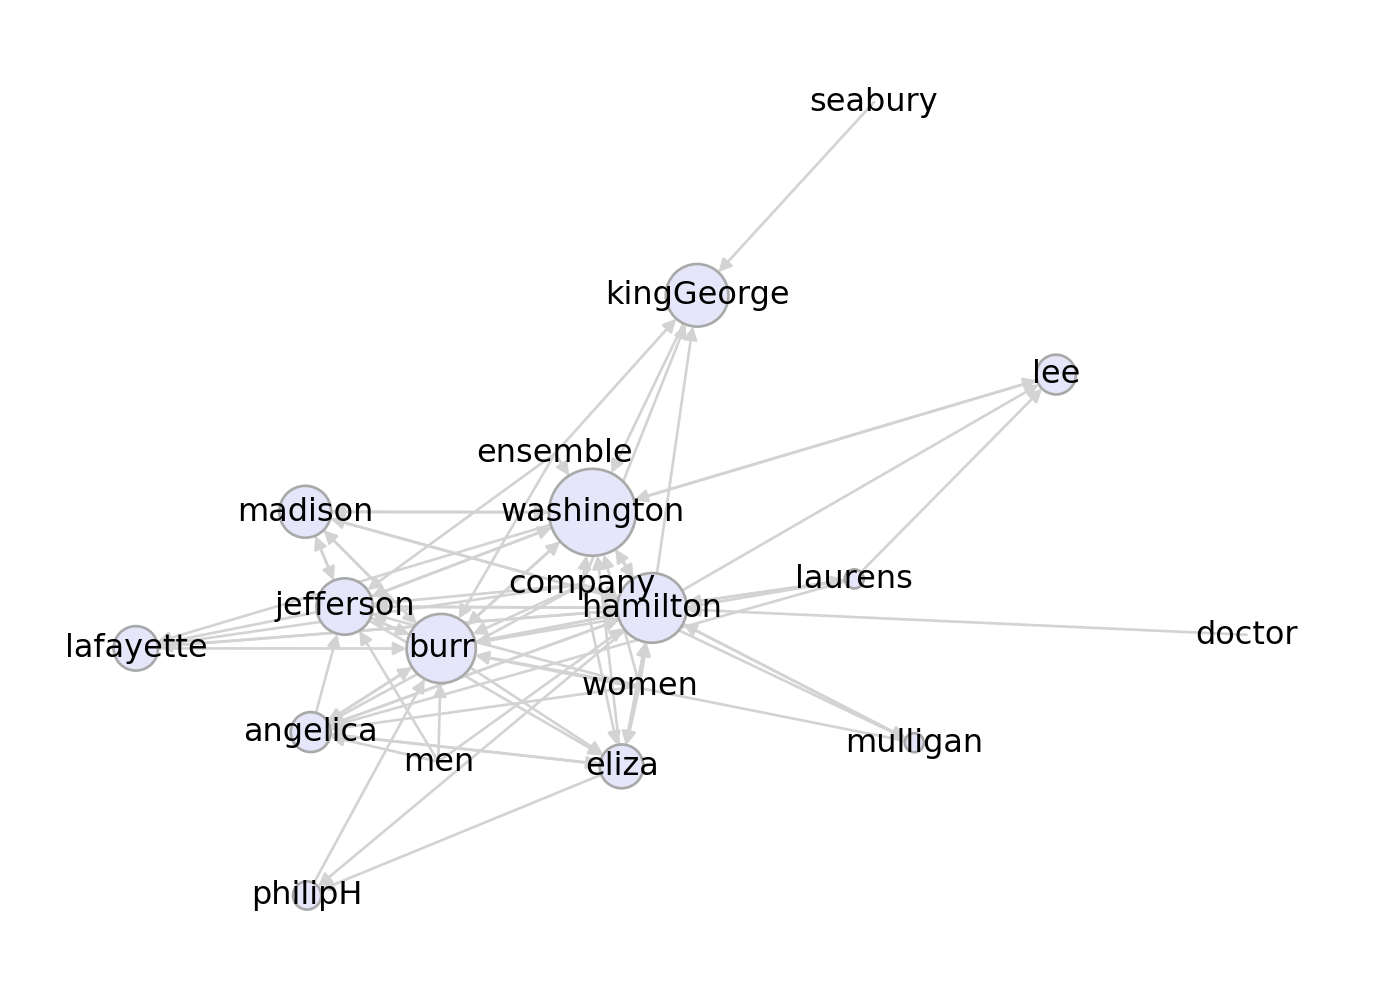 seabury
kingGeorge
lee
ensemble
madison
washington
laurens
company
jefferson
hamilton
doctor
lafayette
burr
women
angelica
mulligan
men
eliza
philipH